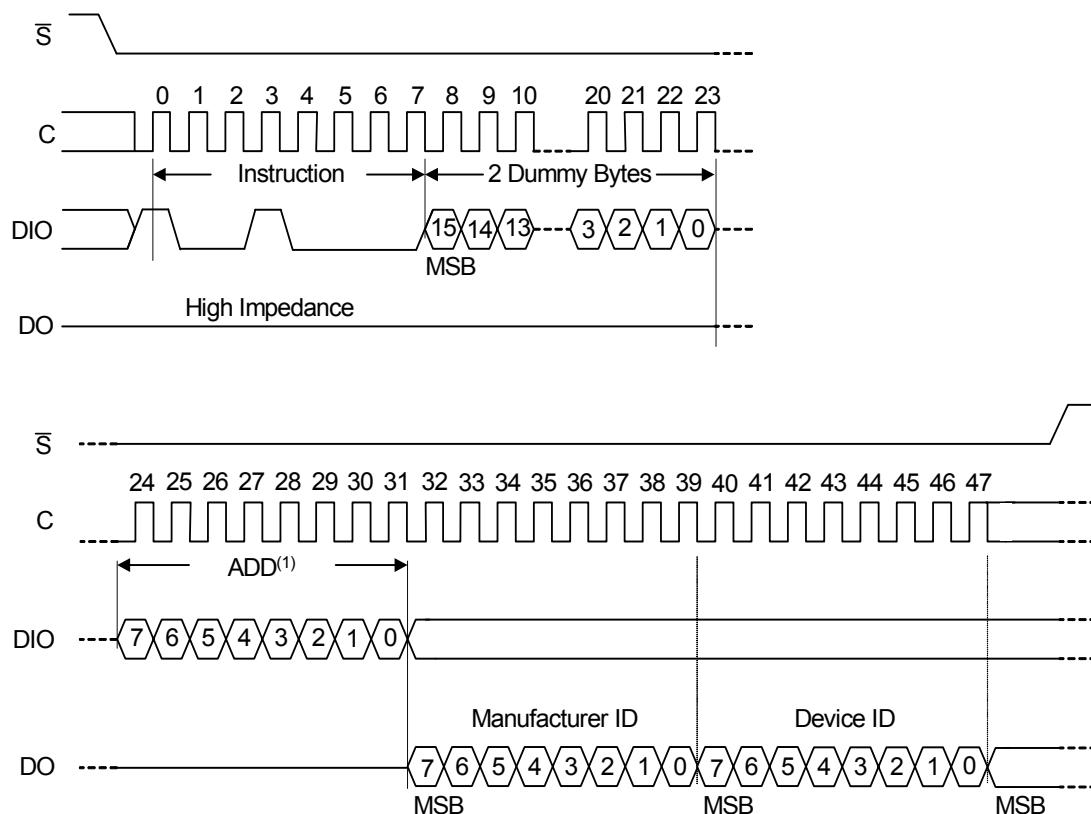 S̅
0 1 2 3 4 5 6 7 8 9 10 20 21 22 23
C
Instruction 2 Dummy Bytes
DIO 15 14 13 3 2 1 0
MSB
High Impedance
DO
S̅
24 25 26 27 28 29 30 31 32 33 34 35 36 37 38 39 40 41 42 43 44 45 46 47
C
ADD(1)
DIO 7 6 5 4 3 2 1 0
Manufacturer ID Device ID
DO 7 6 5 4 3 2 1 0 7 6 5 4 3 2 1 0
MSB MSB MSB